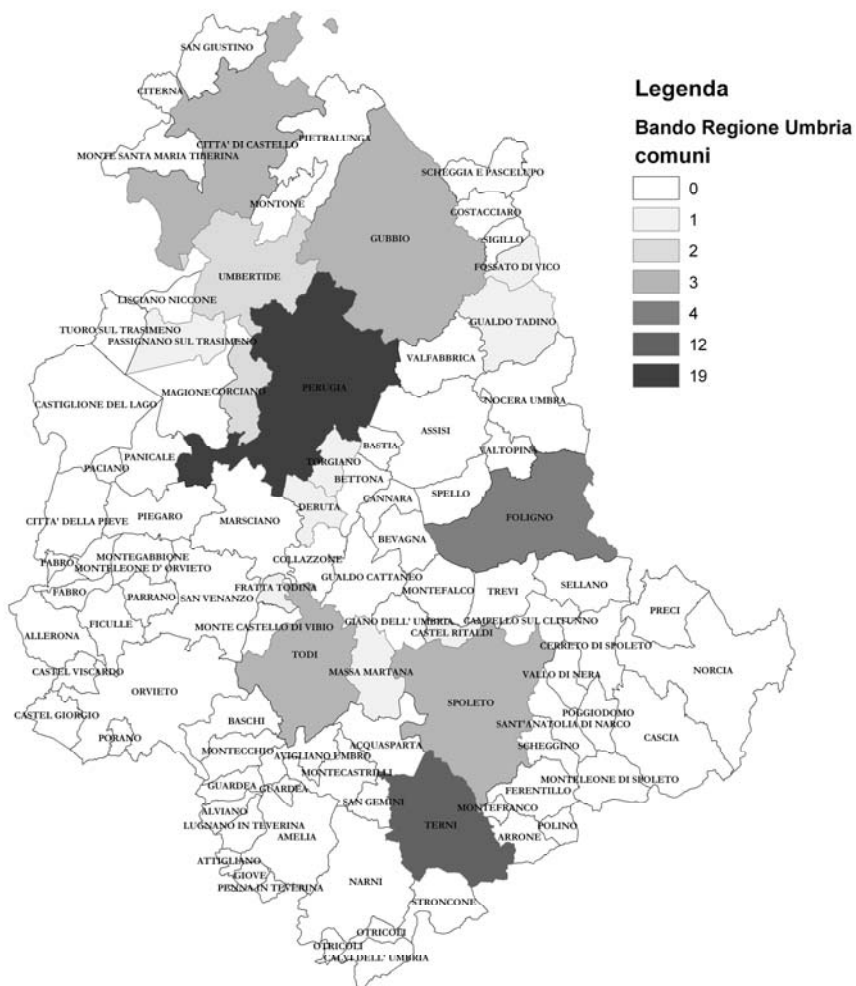 SAN GIUSTINO
CITERNA
CITTA' DI CASTELLO
PIETRALUNGA
MONTE SANTA MARIA TIBERINA
SCHEGGIA E PASCELUPO
MONTONE
COSTACCIARO
GUBBIO
SIGILLO
FOSSATO DI VICO
UMBERTIDE
LISCIANO NICCONE
GUALDO TADINO
TUORO SUL TRASIMENO
PASSIGNANO SUL TRASIMENO
VALFABBRICA
MAGIONE
CORCIANO
PERUGIA
NOCERA UMBRA
CASTIGLIONE DEL LAGO
ASSISI
BASTIA
VALTOPINA
PANICALE
TORGIANO
PACIANO
BETTONA
SPELLO
CANNARA
DERUTA
CITTA' DELLA PIEVE
PIEGARO
MARSCIANO
FOLIGNO
BEVAGNA
FABRO
MONTEGABBIONE
MONTELEONE D' ORVIETO
COLLAZZONE
GUALDO CATTANEO
FABRO
PARRANO
SAN VENANZO
FRATTA TODINA
MONTEFALCO
TREVI
SELLANO
PRECI
ALLERONA
FICULLE
MONTE CASTELLO DI VIBIO
GIANO DELL' UMBRIA
CAMPELLO SUL CLITUNNO
CASTEL RITALDI
CERRETO DI SPOLETO
TODI
CASTEL VISCARDO
MASSA MARTANA
VALLO DI NERA
NORCIA
ORVIETO
SPOLETO
CASTEL GIORGIO
POGGIODOMO
BASCHI
SANT'ANATOLIA DI NARCO
PORANO
CASCIA
MONTECCHIO
ACQUASPARTA
SCHEGGINO
AVIGLIANO UMBRO
MONTECASTRILLI
MONTELEONE DI SPOLETO
GUARDEA
GUARDEA
FERENTILLO
SAN GEMINI
MONTEFRANCO
ALVIANO
LUGNANO IN TEVERINA
TERNI
POLINO
AMELIA
ARRONE
ATTIGLIANO
GIOVE
NARNI
PENNA IN TEVERINA
STRONCONE
OTRICOLI
OTRICOLI
CALVI DELL' UMBRIA
Legenda
Bando Regione Umbria
comuni
0
1
2
3
4
12
19